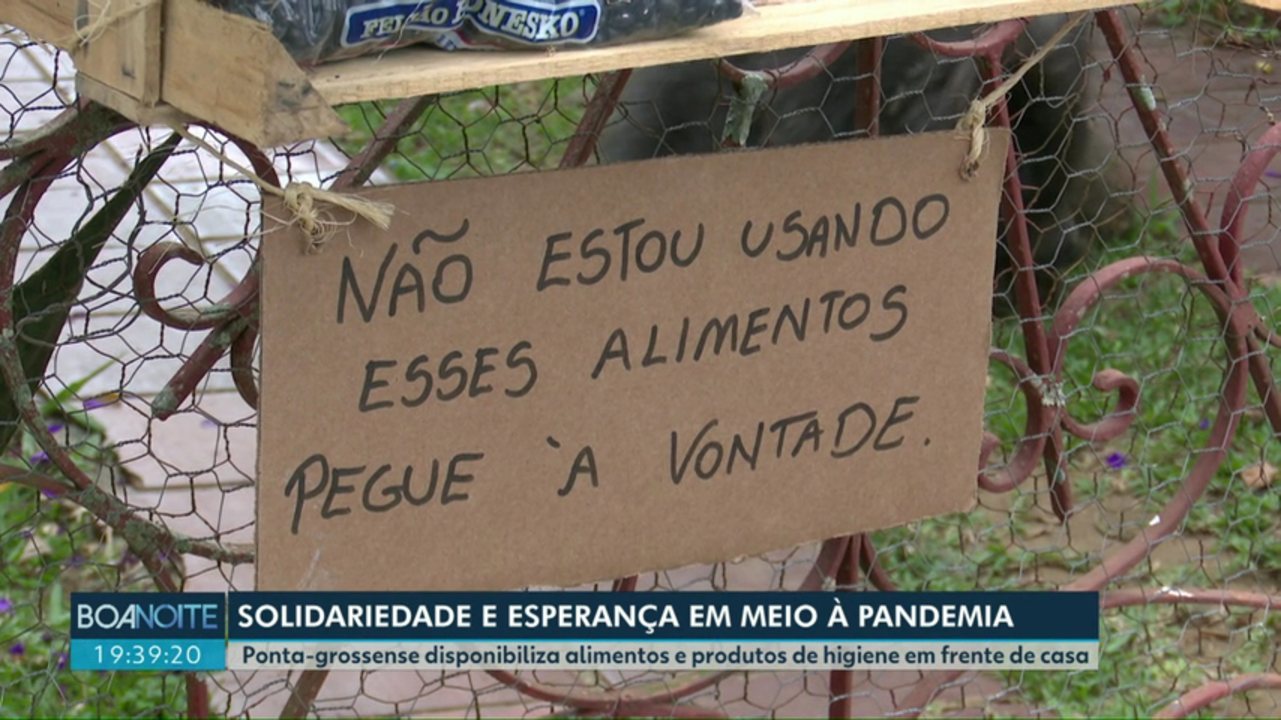 NESKO
NÃO ESTOU USANDO
ESSES ALIMENTOS
PEGUE À VONTADE.
BOANOITE
SOLIDARIEDADE E ESPERANÇA EM MEIO À PANDEMIA
19:39:20
Ponta-grossense disponibiliza alimentos e produtos de higiene em frente de casa